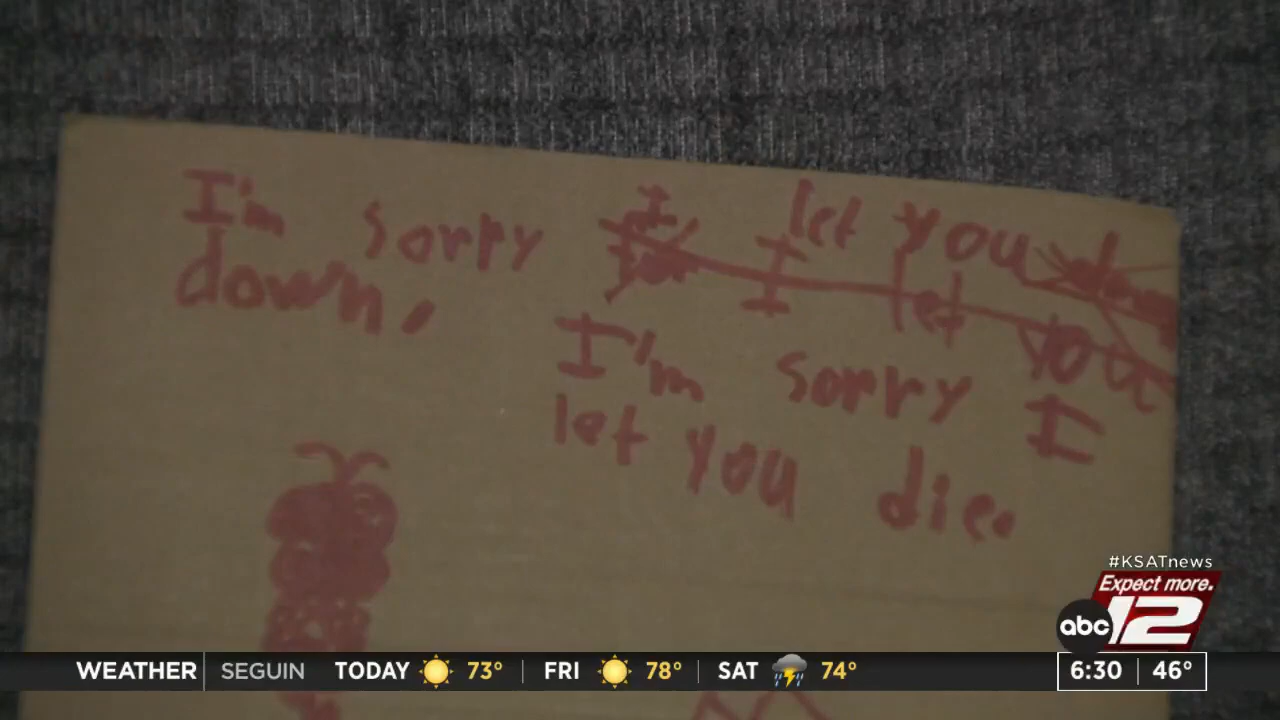 I'm sorry I let you
down.
I let you
I'm sorry I
let you die.
#KSATnews
Expect more.
abc 12
WEATHER SEGUIN TODAY 73° FRI 78° SAT 74° 6:30 46°